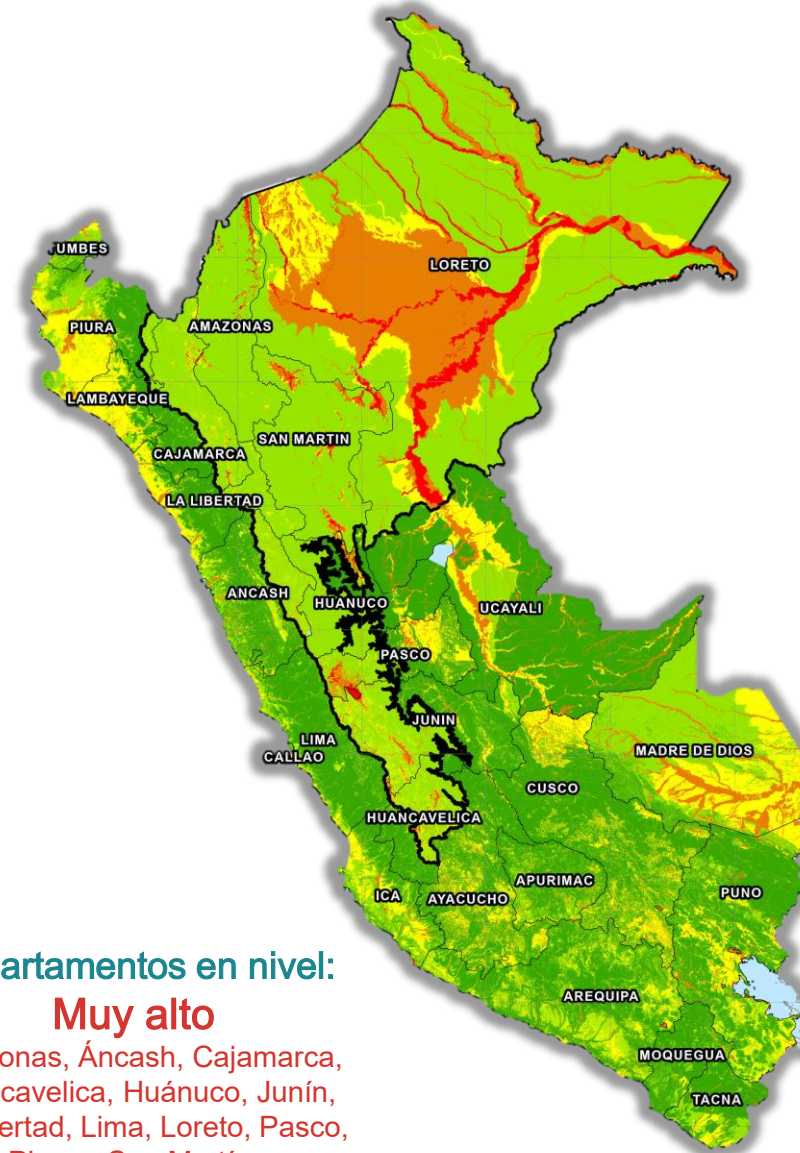 UMBES
LORETO
PIURA
AMAZONAS
LAMBAYEQUE
SAN MARTIN
CAJAMARCA
LA LIBERTAD
ANCASH
HUANUCO
UCAYALI
PASCO
JUNIN
LIMA
CALLAO
MADRE DE DIOS
CUSCO
HUANCAVELICA
APURIMAC
ICA
AYACUCHO
PUNO
artamentos en nivel:
AREQUIPA
Muy alto
MOQUEGUA
onas, Áncash, Cajamarca,
cavelica, Huánuco, Junín,
TACNA
ertad, Lima, Loreto, Pasco,